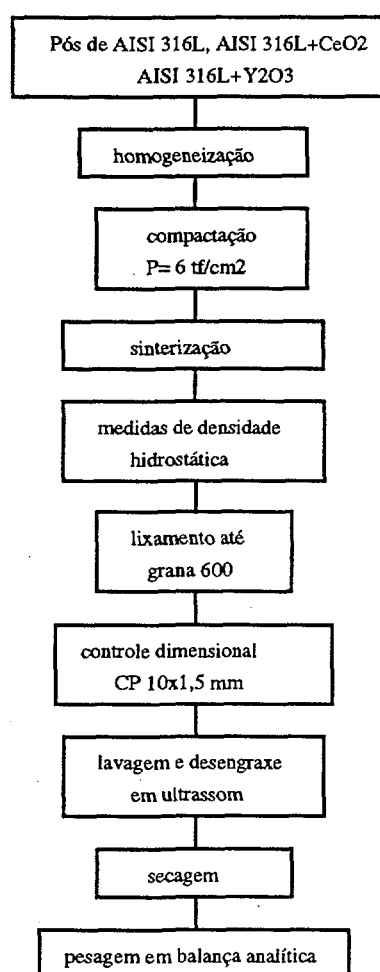 Pós de AISI 316L, AISI 316L+CeO2
AISI 316L+Y2O3
homogeneização
compactação
P= 6 tf/cm2
sinterização
medidas de densidade
hidrostática
lixamento até
grana 600
controle dimensional
CP 10x1,5 mm
lavagem e desengraxe
em ultrassom
secagem
pesagem em balança analítica